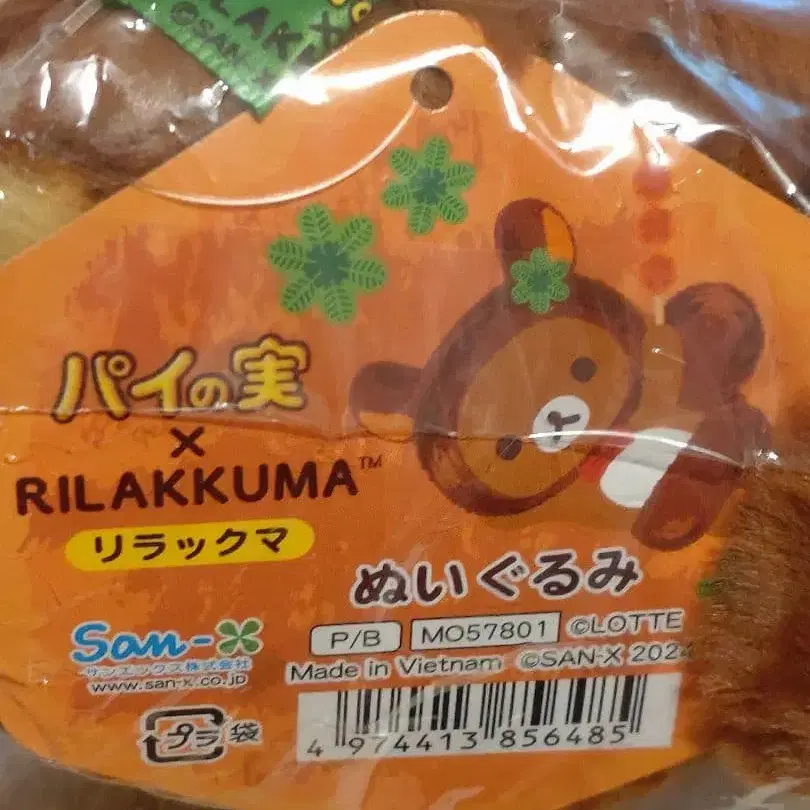 ©SAN-X
パイの実
×
RILAKKUMA™
リラックマ
ぬいぐるみ
San-X
サンエックス株式会社
www.san-x.co.jp
P/B MO57801 ©LOTTE
Made in Vietnam ©SAN-X 2024
プラ 袋
4 974413 856485